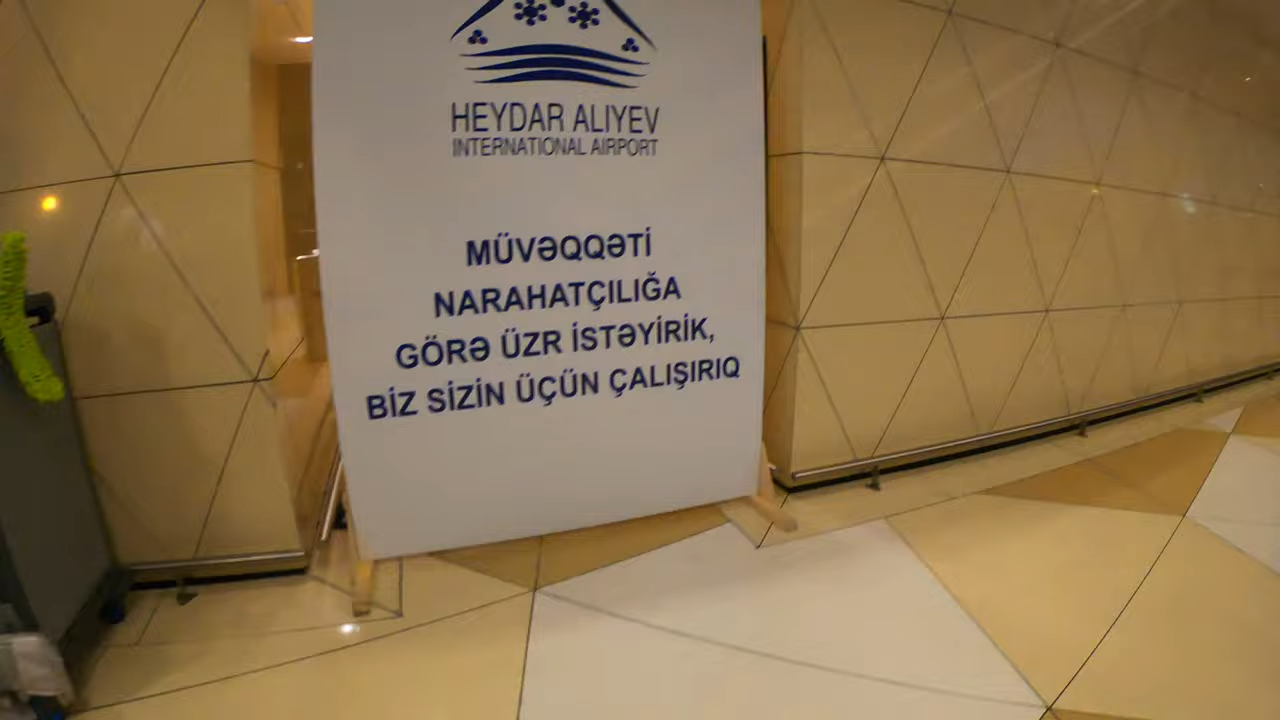 HEYDAR ALIYEV
INTERNATIONAL AIRPORT
MÜVƏQQƏTİ
NARAHATÇILIĞA
GÖRƏ ÜZR İSTƏYİRİK,
BİZ SİZİN ÜÇÜN ÇALIŞIRIQ